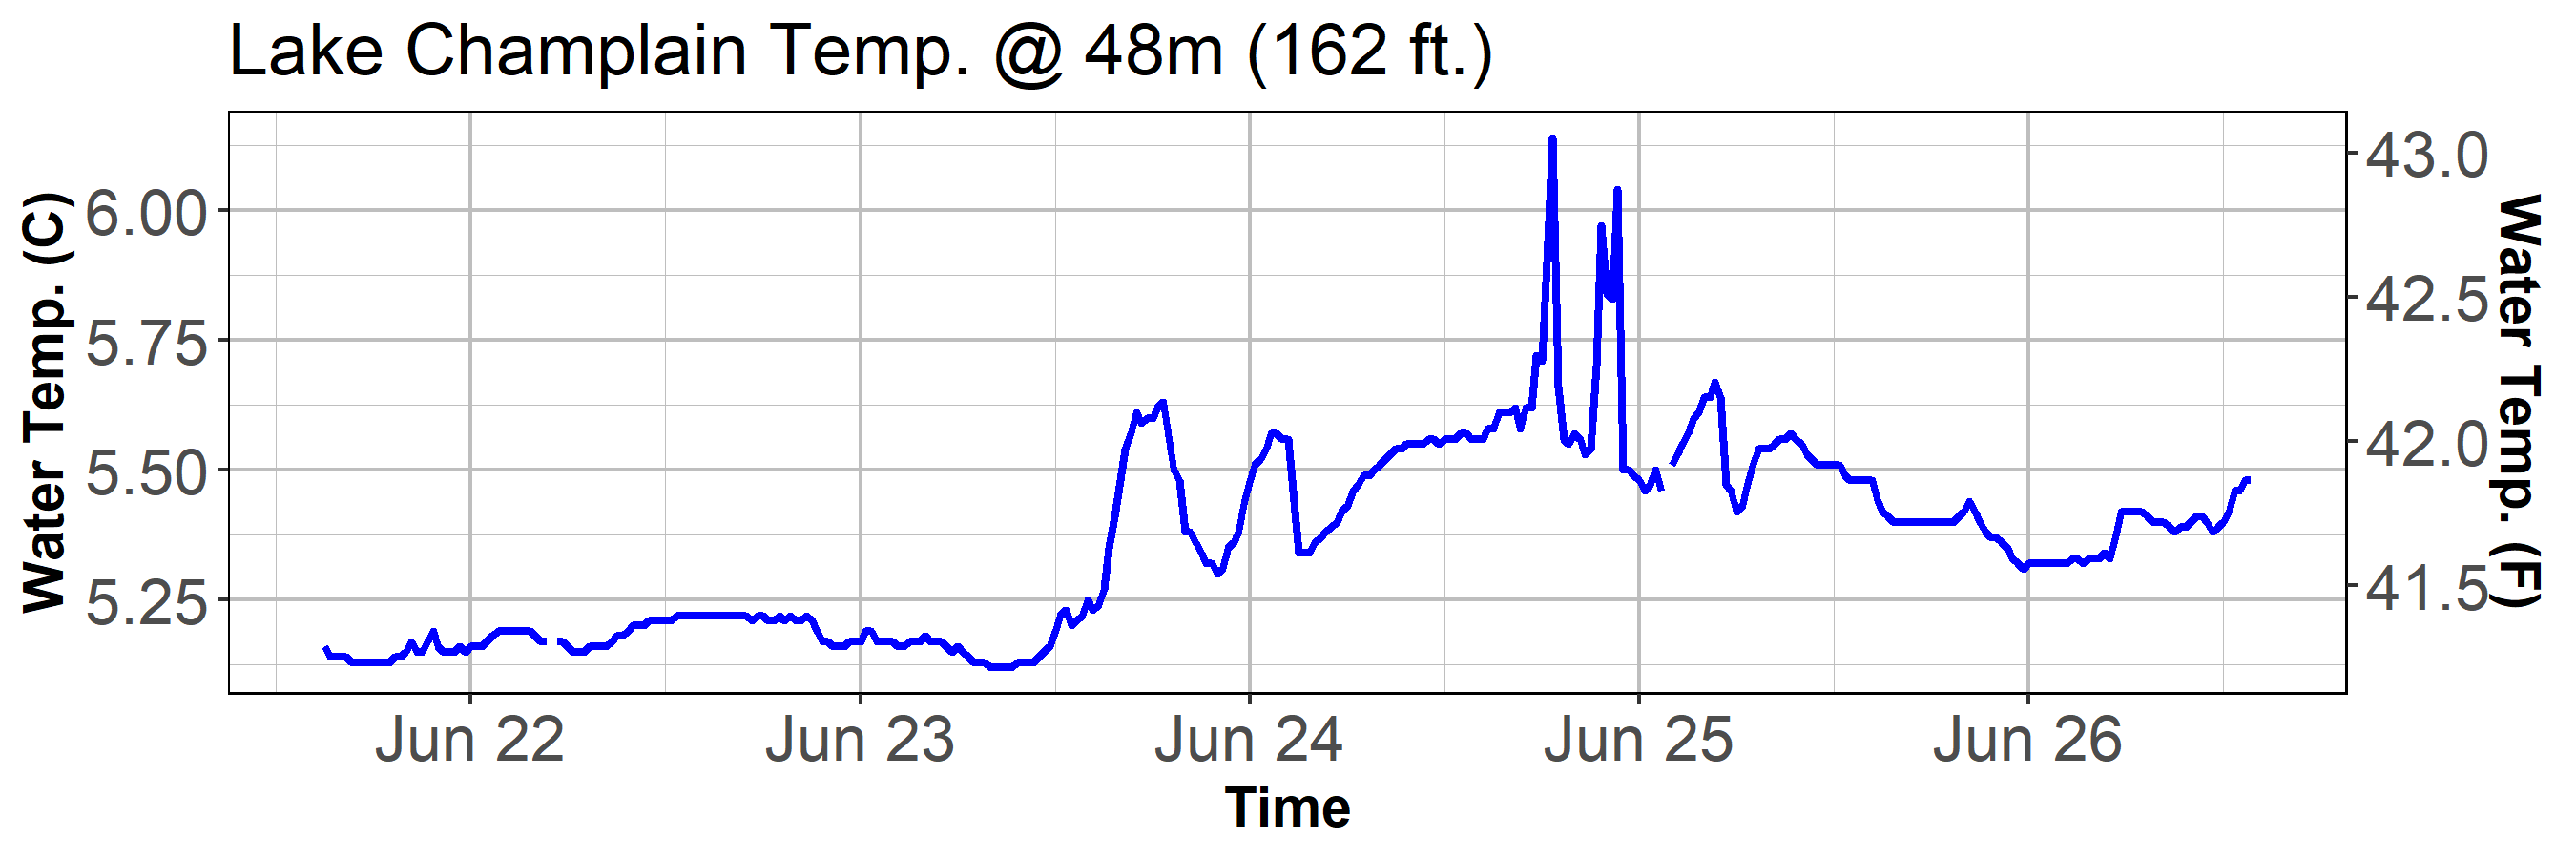 Lake Champlain Temp. @ 48m (162 ft.)
Water Temp. (C)
6.00
5.75
5.50
5.25
43.0
42.5
42.0
41.5
Water Temp. (F)
Jun 22 Jun 23 Jun 24 Jun 25 Jun 26
Time